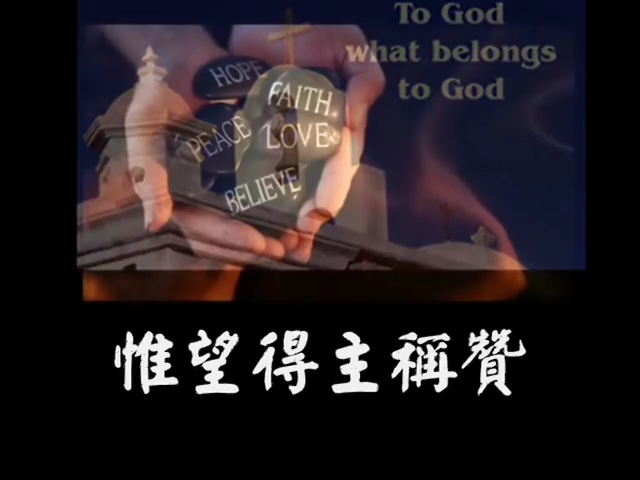 To God
what belongs
to God
HOPE
FAITH
PEACE
LOVE
BELIEVE
惟望得主稱贊